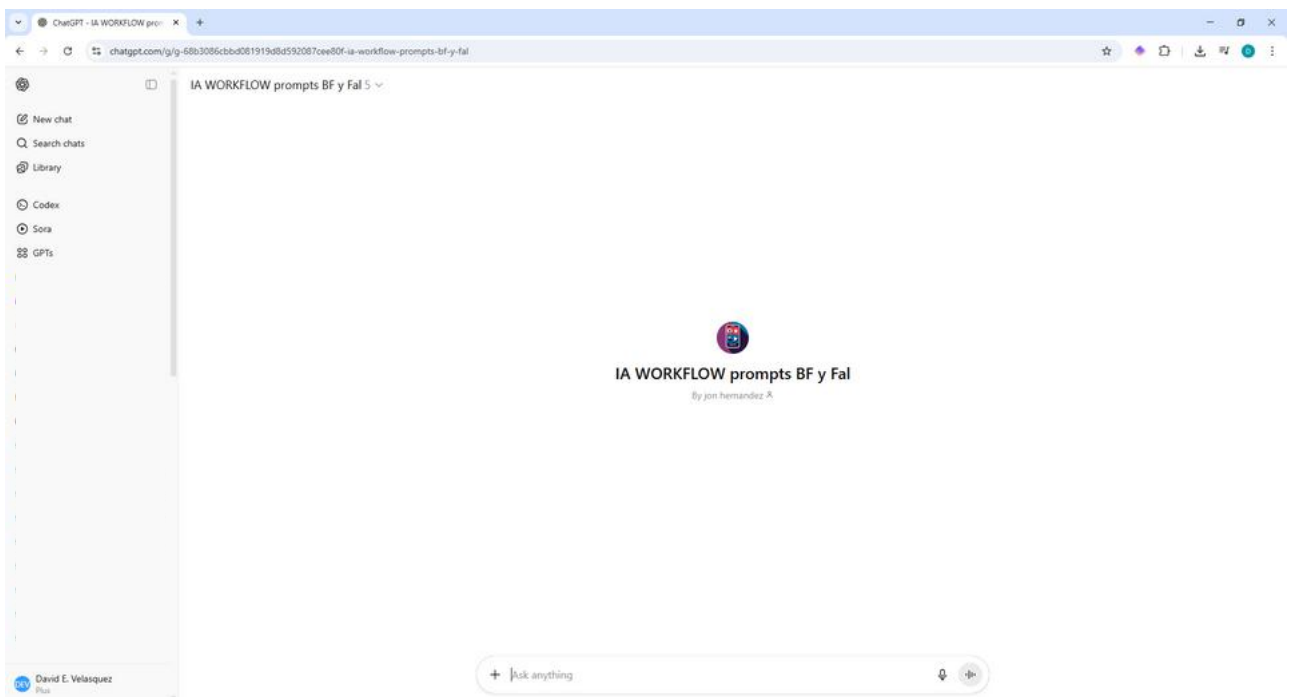 ChatGPT - IA WORKFLOW pro
chatgpt.com/g/g-68b3086cbbd081919d8d592087cee80f-ia-workflow-prompts-bf-y-fal
IA WORKFLOW prompts BF y Fal 5
New chat
Search chats
Library
Codex
Sora
GPTs
IA WORKFLOW prompts BF y Fal
By jon hernandez
Ask anything
DEV
David E. Velasquez
Plus